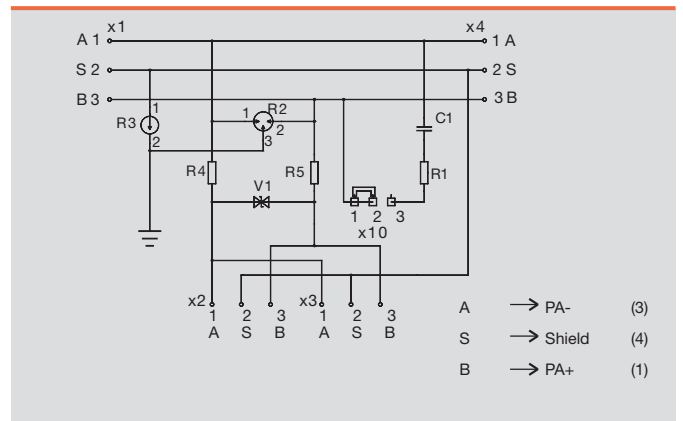 x1 x4
A 1 1 A
S 2 2 S
B 3 3 B
R3 1 2
1 R2 2 3
C1
R4 R5 R1
V1
1 2 3
x10
x2 x3
1 2 3 1 2 3
A S B A S B
A PA- (3)
S Shield (4)
B PA+ (1)